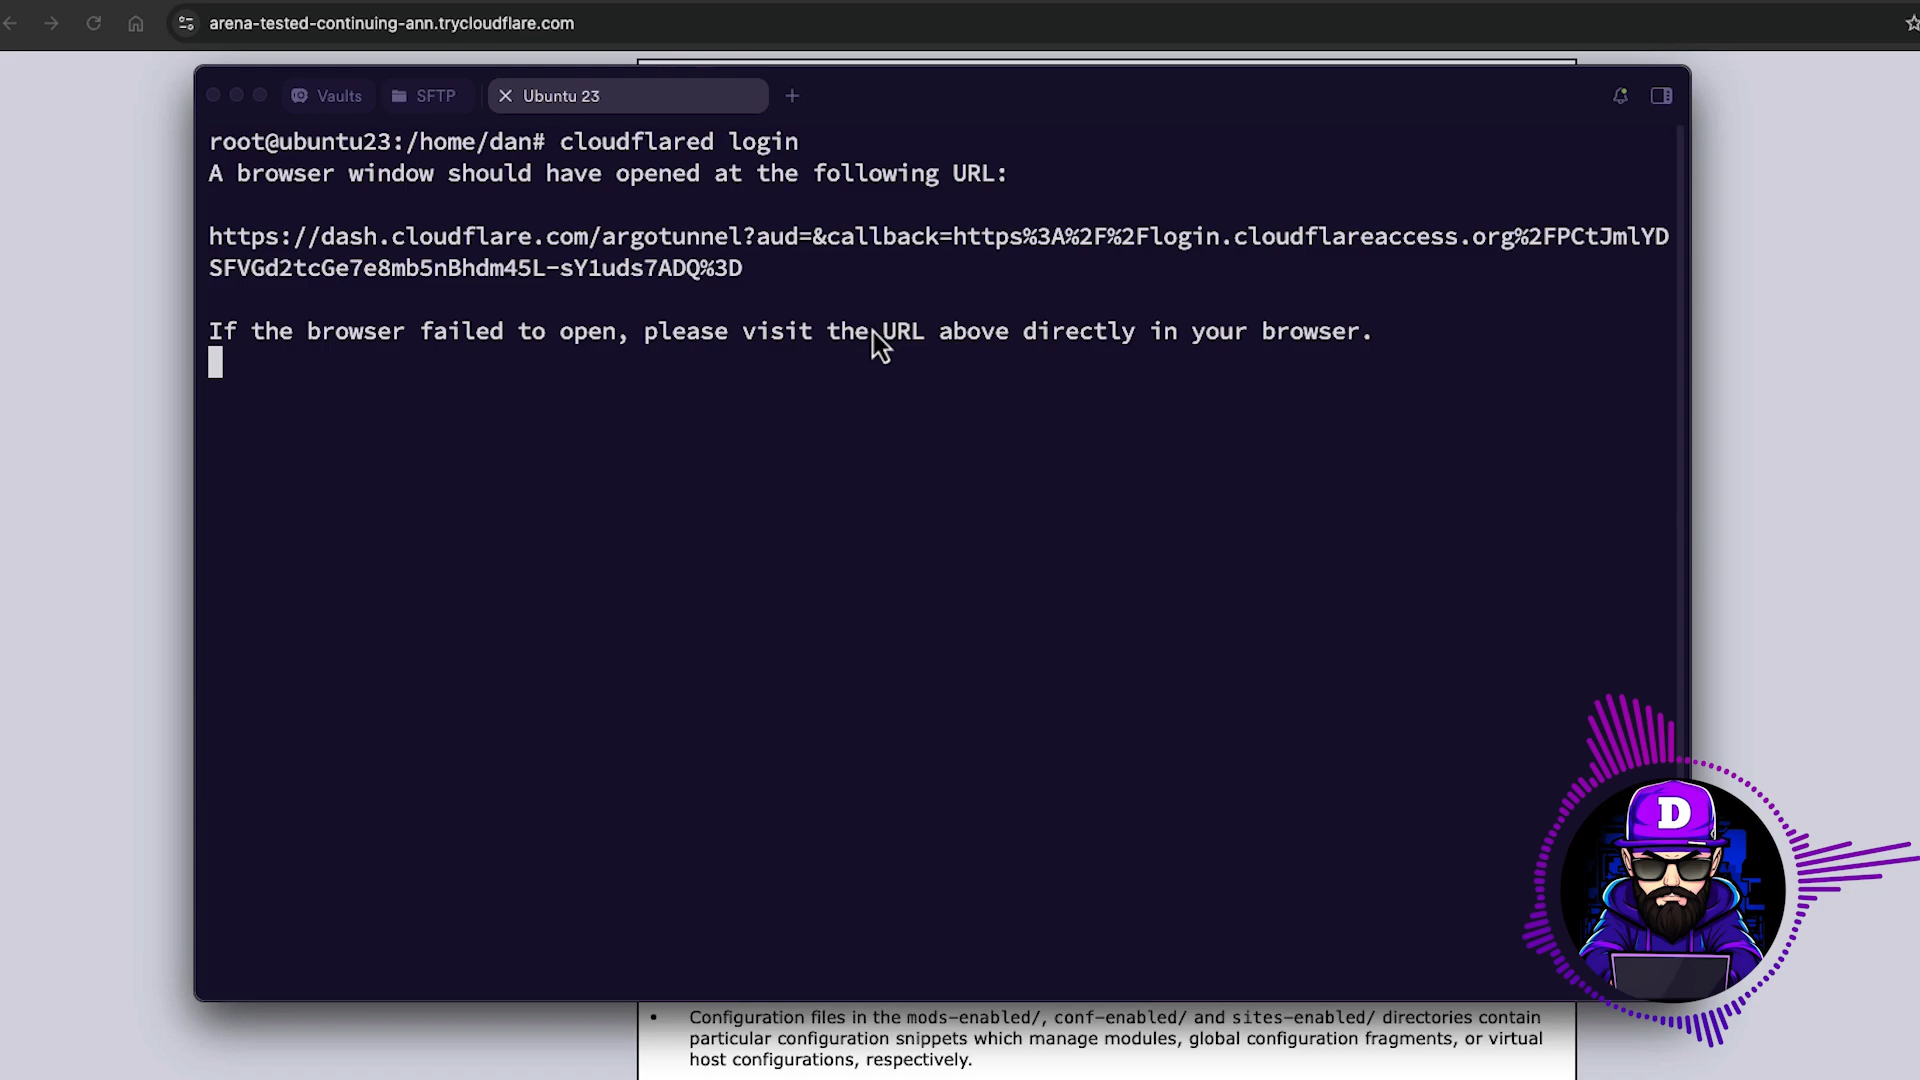 arena-tested-continuing-ann.trycloudflare.com
Vaults SFTP Ubuntu 23
root@ubuntu23:/home/dan# cloudflared login
A browser window should have opened at the following URL:
https://dash.cloudflare.com/argotunnel?aud=&callback=https%3A%2F%2Flogin.cloudflareaccess.org%2FPCtJmlYD
SFVGd2tcGe7e8mb5nBhdm45L-sY1uds7ADQ%3D
If the browser failed to open, please visit the URL above directly in your browser.
D
• Configuration files in the mods-enabled/, conf-enabled/ and sites-enabled/ directories contain
particular configuration snippets which manage modules, global configuration fragments, or virtual
host configurations, respectively.